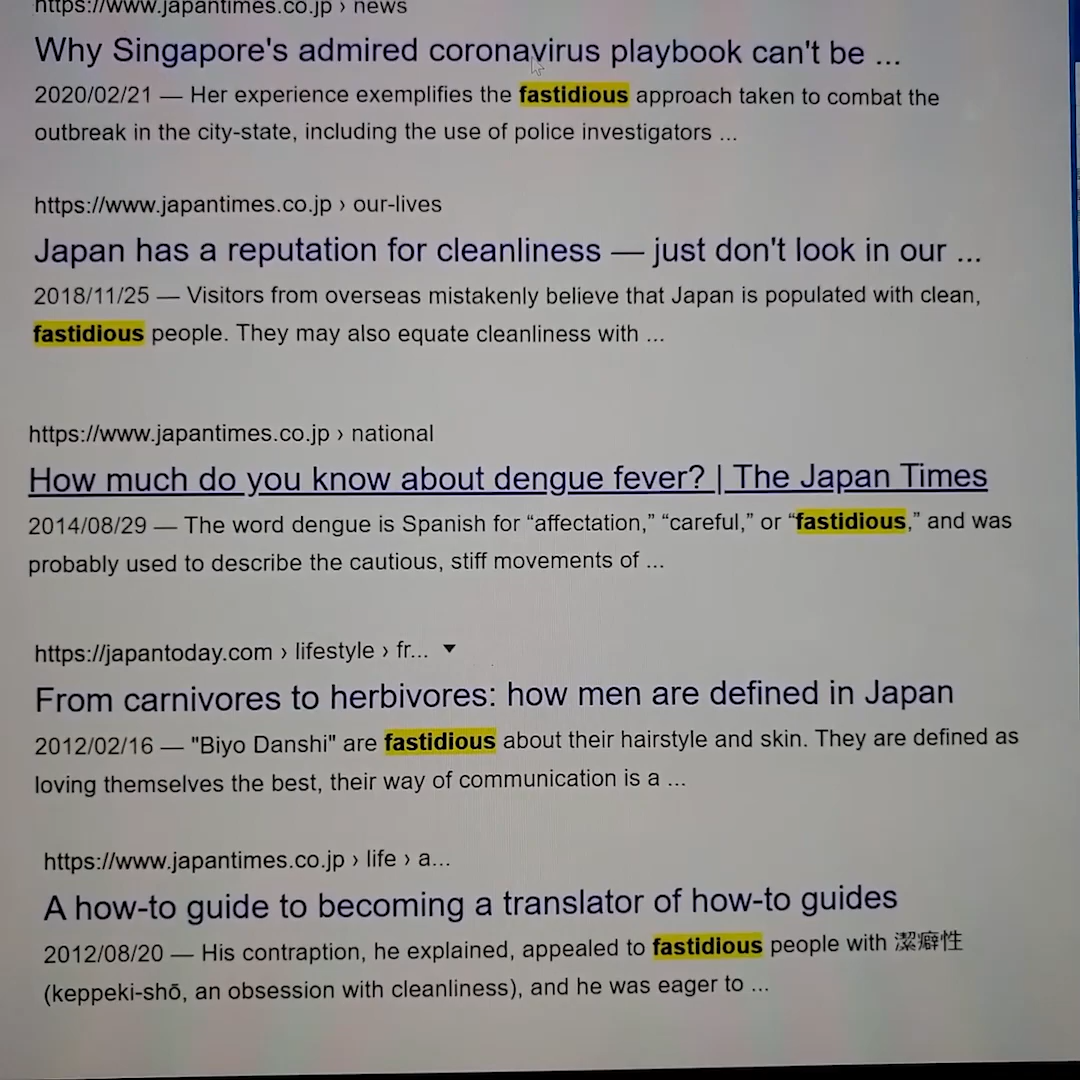 https://www.japantimes.co.jp › news
Why Singapore's admired coronavirus playbook can't be ...
2020/02/21 — Her experience exemplifies the fastidious approach taken to combat the
outbreak in the city-state, including the use of police investigators ...
https://www.japantimes.co.jp › our-lives
Japan has a reputation for cleanliness — just don't look in our ...
2018/11/25 — Visitors from overseas mistakenly believe that Japan is populated with clean,
fastidious people. They may also equate cleanliness with ...
https://www.japantimes.co.jp › national
How much do you know about dengue fever? | The Japan Times
2014/08/29 — The word dengue is Spanish for “affectation,” “careful,” or “fastidious,” and was
probably used to describe the cautious, stiff movements of ...
https://japantoday.com › lifestyle › fr...
From carnivores to herbivores: how men are defined in Japan
2012/02/16 — "Biyo Danshi" are fastidious about their hairstyle and skin. They are defined as
loving themselves the best, their way of communication is a ...
https://www.japantimes.co.jp › life › a...
A how-to guide to becoming a translator of how-to guides
2012/08/20 — His contraption, he explained, appealed to fastidious people with 潔癖性
(keppeki-shō, an obsession with cleanliness), and he was eager to ...